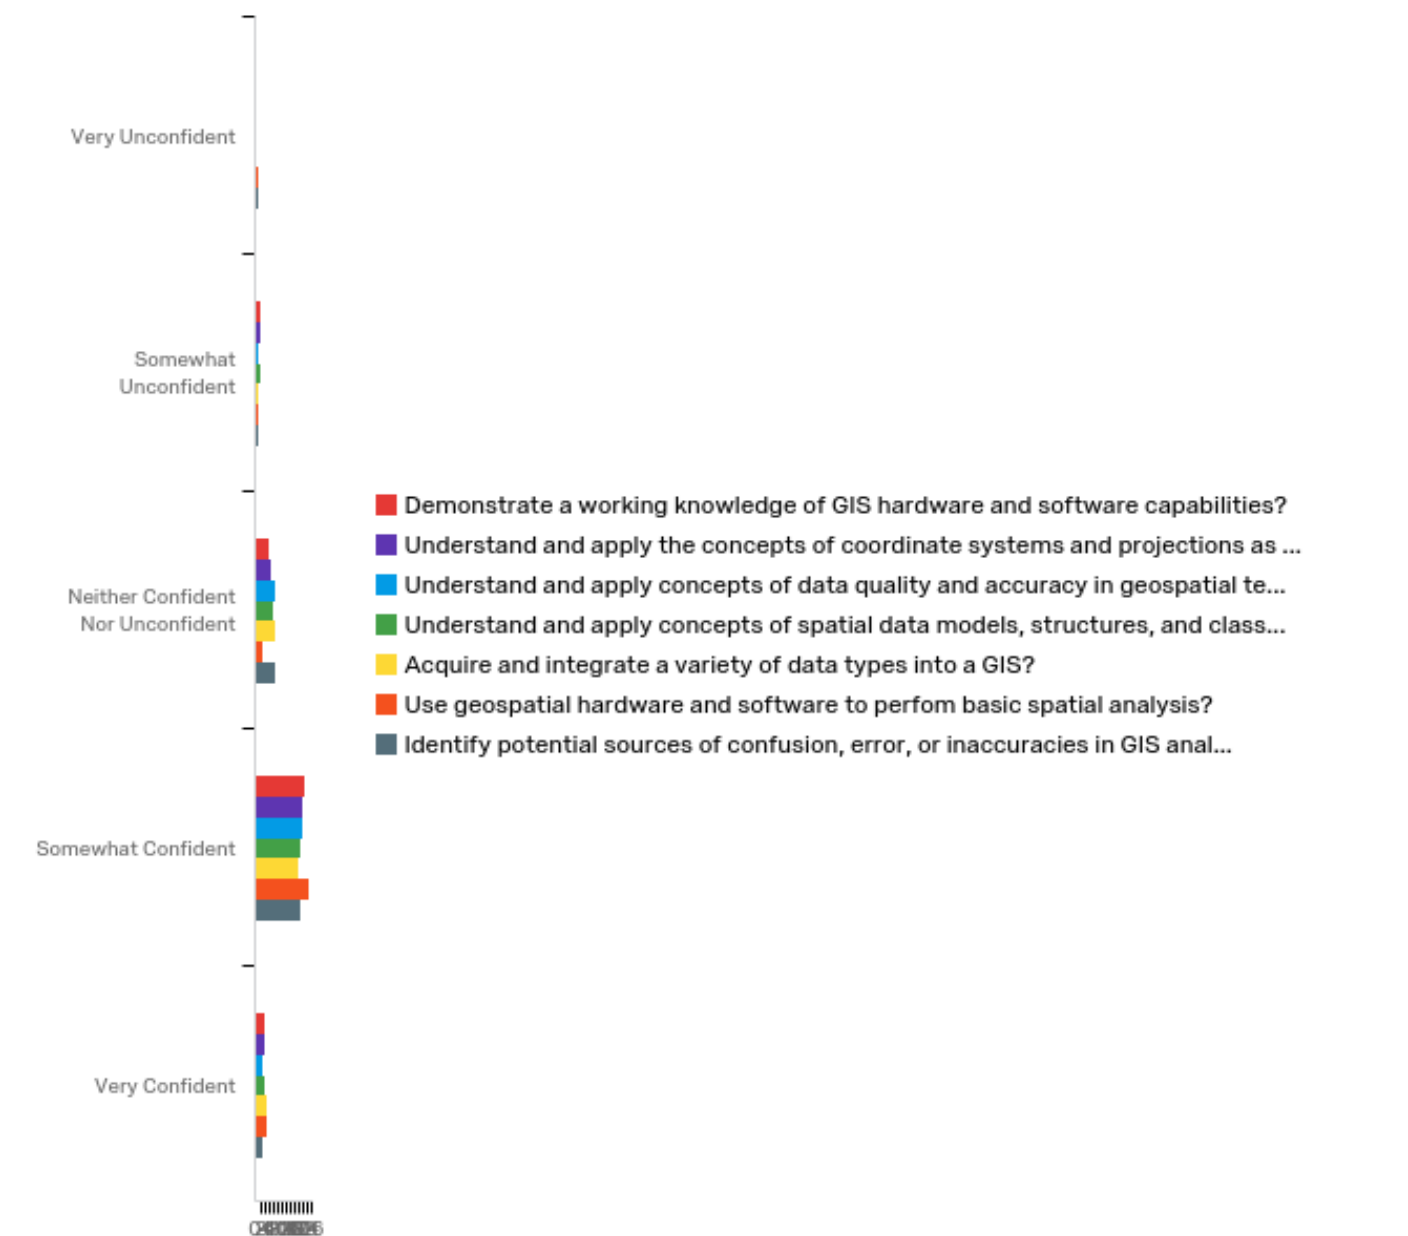 Very Unconfident
Somewhat
Unconfident
Neither Confident
Nor Unconfident
Somewhat Confident
Very Confident
Demonstrate a working knowledge of GIS hardware and software capabilities?
Understand and apply the concepts of coordinate systems and projections as ...
Understand and apply concepts of data quality and accuracy in geospatial te...
Understand and apply concepts of spatial data models, structures, and class...
Acquire and integrate a variety of data types into a GIS?
Use geospatial hardware and software to perfom basic spatial analysis?
Identify potential sources of confusion, error, or inaccuracies in GIS anal...